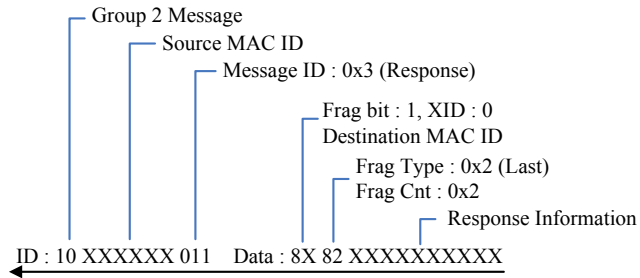 Group 2 Message
Source MAC ID
Message ID : 0x3 (Response)
Frag bit : 1, XID : 0
Destination MAC ID
Frag Type : 0x2 (Last)
Frag Cnt : 0x2
Response Information
ID : 10 XXXXXX 011 Data : 8X 82 XXXXXXXXXX